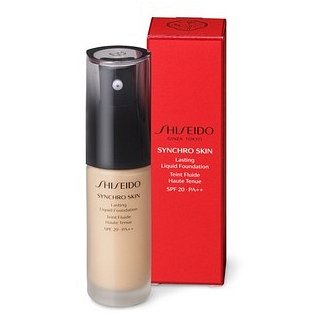 SHISEIDO
GINZA TOKYO
SYNCHRO SKIN
Lasting
Liquid Foundation
Teint Fluide
Haute Tenue
SPF 20 · PA++
SHISEIDO
SYNCHRO SKIN
Lasting
Liquid Foundation
Teint Fluide
Haute Tenue
SPF 20 · PA++